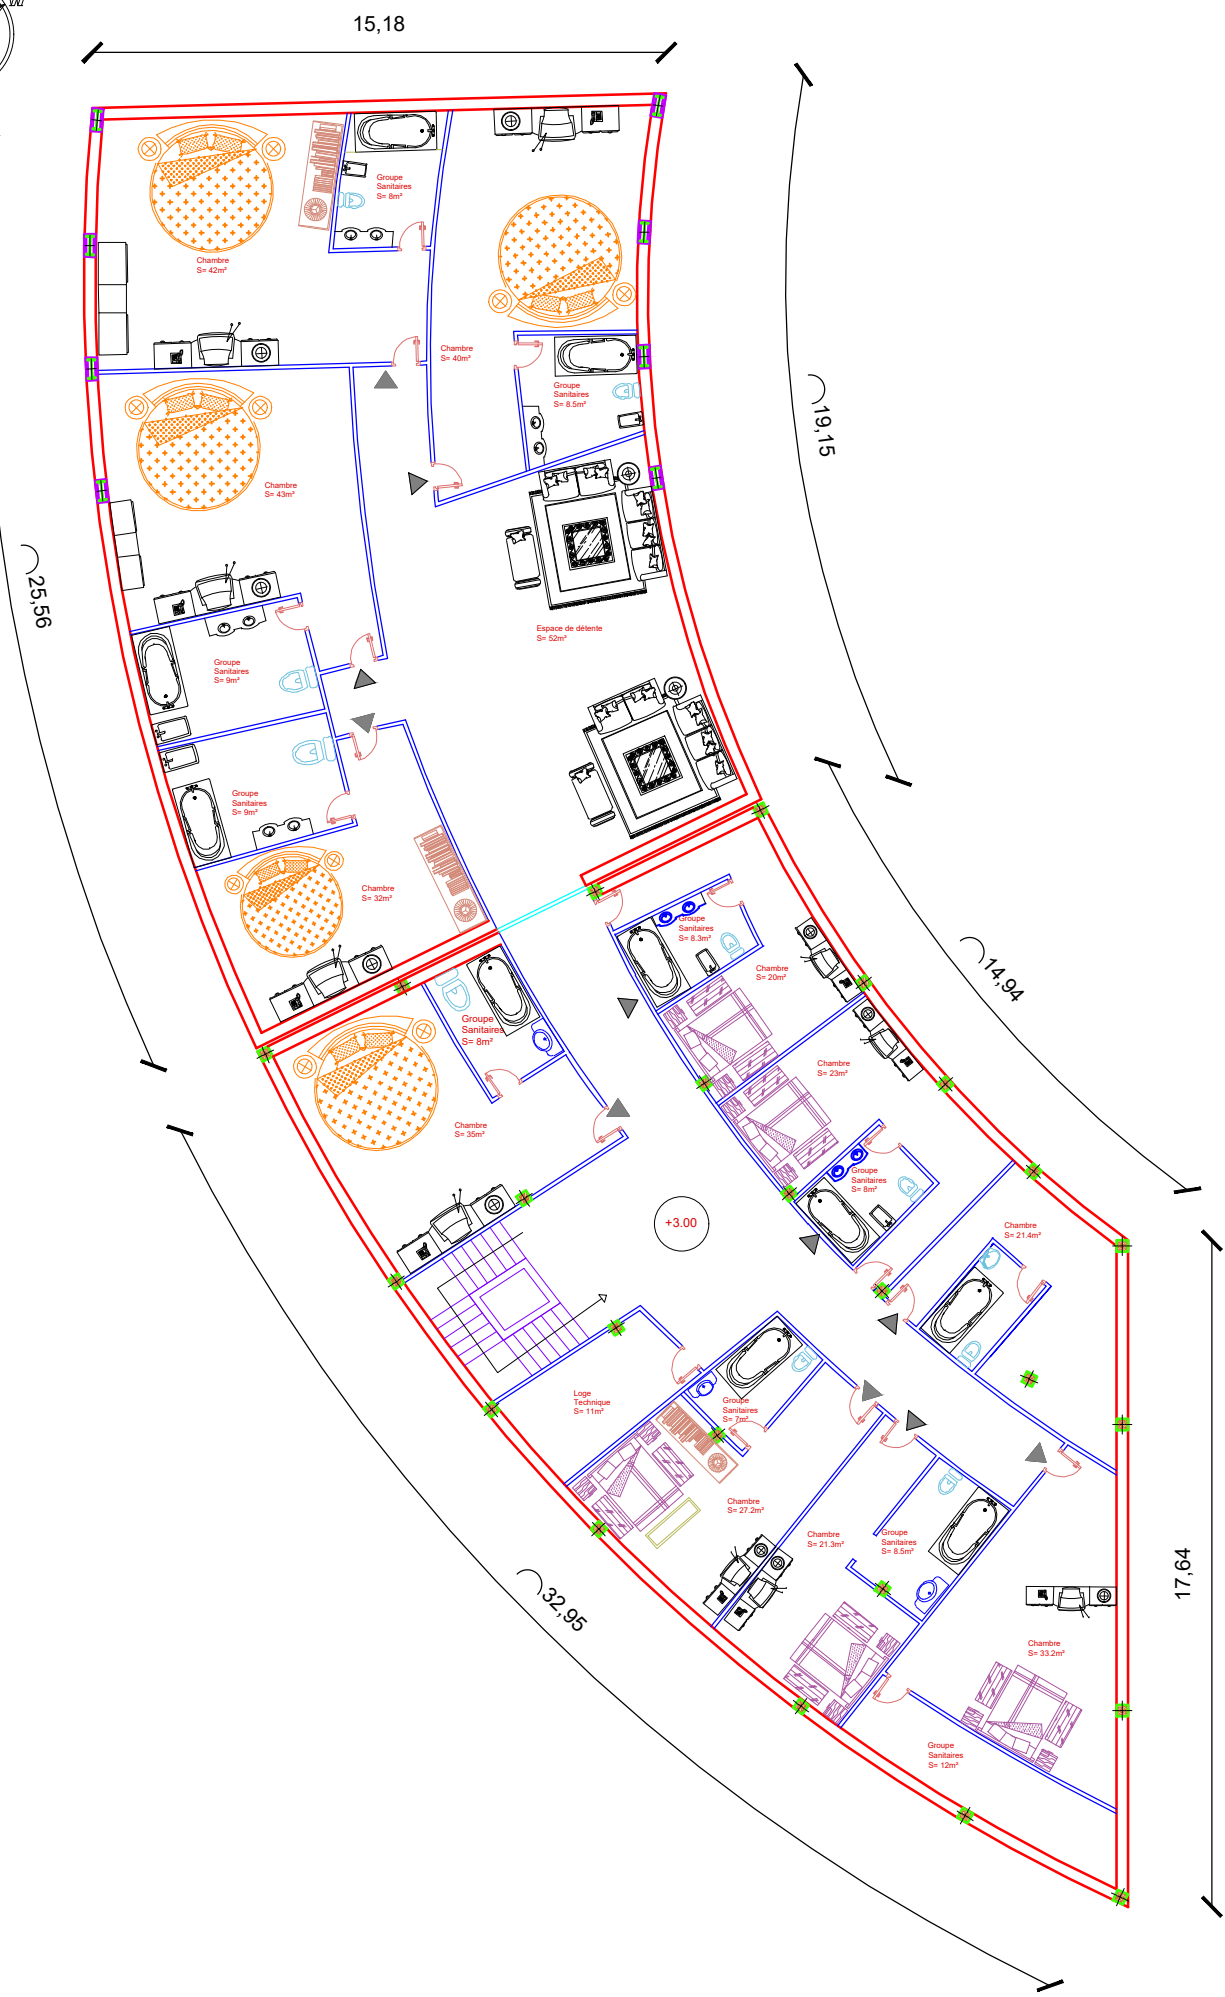 15,18
Groupe
Sanitaires
S= 8m²
Chambre
S= 42m²
Chambre
S= 40m²
Groupe
Sanitaires
S= 8.5m²
19,15
Chambre
S= 43m²
25,56
Espace de détente
S= 52m²
Groupe
Sanitaires
S= 9m²
Groupe
Sanitaires
S= 9m²
Chambre
S= 32m²
Groupe
Sanitaires
S= 8.3m²
Chambre
S= 20m²
14,94
Groupe
Sanitaires
S= 8m²
Chambre
S= 23m²
Chambre
S= 35m²
Groupe
Sanitaires
S= 8m²
+3.00
Chambre
S= 21.4m²
Loge
Technique
S= 11m²
Groupe
Sanitaires
S= 7m²
Chambre
S= 27.2m²
Chambre
S= 21.3m²
Groupe
Sanitaires
S= 8.5m²
17,64
32,95
Chambre
S= 33.2m²
Groupe
Sanitaires
S= 12m²